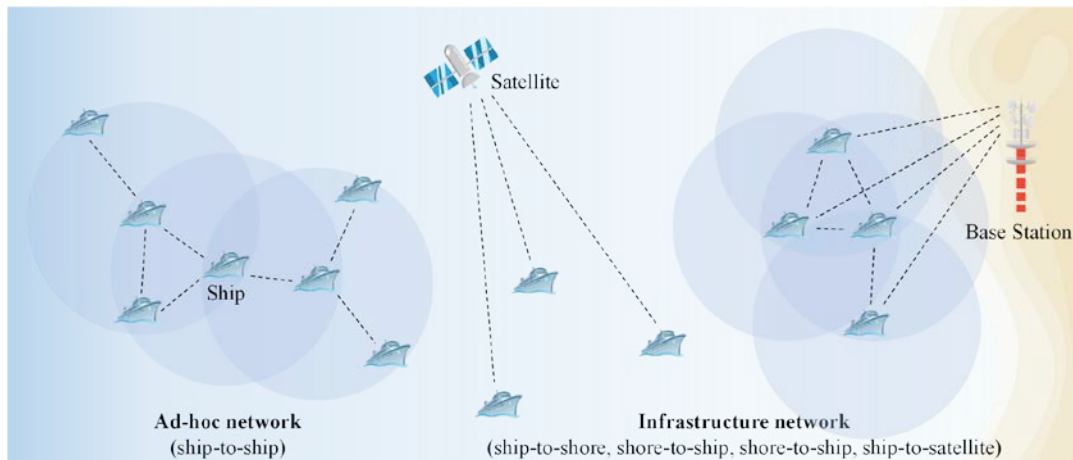 Satellite
Base Station
Ship
Ad-hoc network
(ship-to-ship)
Infrastructure network
(ship-to-shore, shore-to-ship, shore-to-ship, ship-to-satellite)